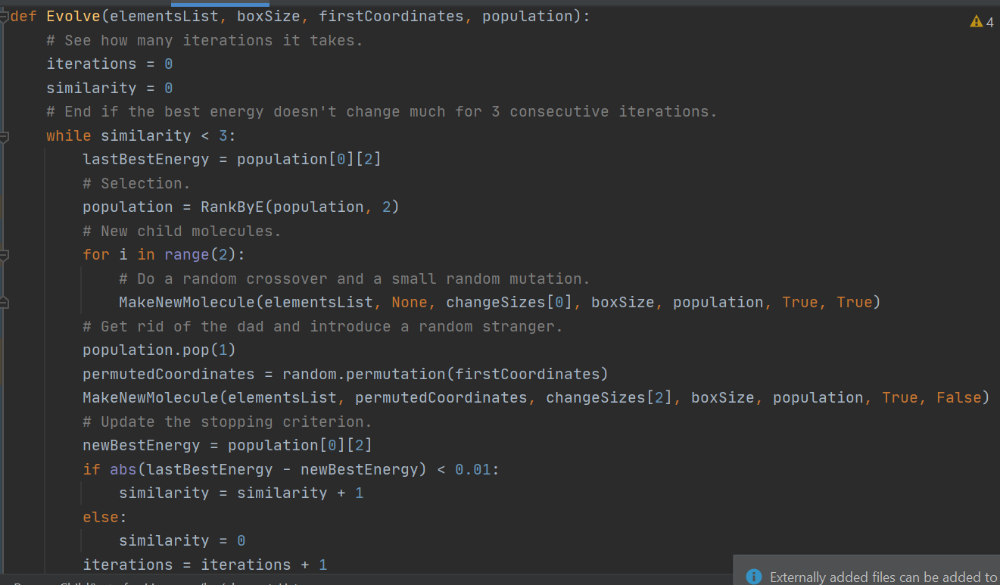 def Evolve(elementsList, boxSize, firstCoordinates, population):
4
    # See how many iterations it takes.
    iterations = 0
    similarity = 0
    # End if the best energy doesn't change much for 3 consecutive iterations.
    while similarity < 3:
        lastBestEnergy = population[0][2]
        # Selection.
        population = RankByE(population, 2)
        # New child molecules.
        for i in range(2):
            # Do a random crossover and a small random mutation.
            MakeNewMolecule(elementsList, None, changeSizes[0], boxSize, population, True, True)
        # Get rid of the dad and introduce a random stranger.
        population.pop(1)
        permutedCoordinates = random.permutation(firstCoordinates)
        MakeNewMolecule(elementsList, permutedCoordinates, changeSizes[2], boxSize, population, True, False)
        # Update the stopping criterion.
        newBestEnergy = population[0][2]
        if abs(lastBestEnergy - newBestEnergy) < 0.01:
            similarity = similarity + 1
        else:
            similarity = 0
        iterations = iterations + 1
Externally added files can be added to